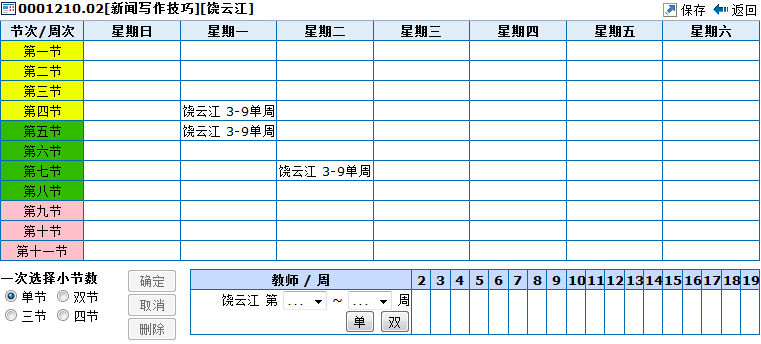 0001210.02[新闻写作技巧][饶云江] 保存 返回
节次/周次 星期日 星期一 星期二 星期三 星期四 星期五 星期六
第一节
第二节
第三节
第四节 饶云江 3-9单周
第五节 饶云江 3-9单周
第六节
第七节 饶云江 3-9单周
第八节
第九节
第十节
第十一节
一次选择小节数
单节 双节
三节 四节
确定
取消
删除
教师 / 周 2 3 4 5 6 7 8 9 10 11 12 13 14 15 16 17 18 19
饶云江 第 ... ~ ... 周
单 双